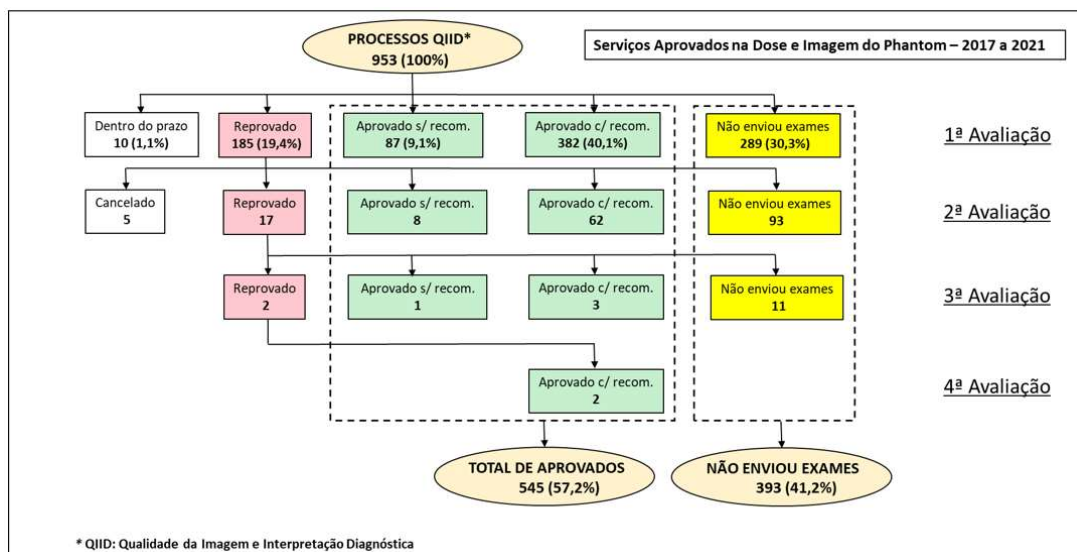 PROCESSOS QIID*
953 (100%)
Serviços Aprovados na Dose e Imagem do Phantom – 2017 a 2021
Dentro do prazo
10 (1,1%)
Reprovado
185 (19,4%)
Aprovado s/ recom.
87 (9,1%)
Aprovado c/ recom.
382 (40,1%)
Não enviou exames
289 (30,3%)
1ª Avaliação
Cancelado
5
Reprovado
17
Aprovado s/ recom.
8
Aprovado c/ recom.
62
Não enviou exames
93
2ª Avaliação
Reprovado
2
Aprovado s/ recom.
1
Aprovado c/ recom.
3
Não enviou exames
11
3ª Avaliação
Aprovado c/ recom.
2
4ª Avaliação
TOTAL DE APROVADOS
545 (57,2%)
NÃO ENVIOU EXAMES
393 (41,2%)
* QIID: Qualidade da Imagem e Interpretação Diagnóstica